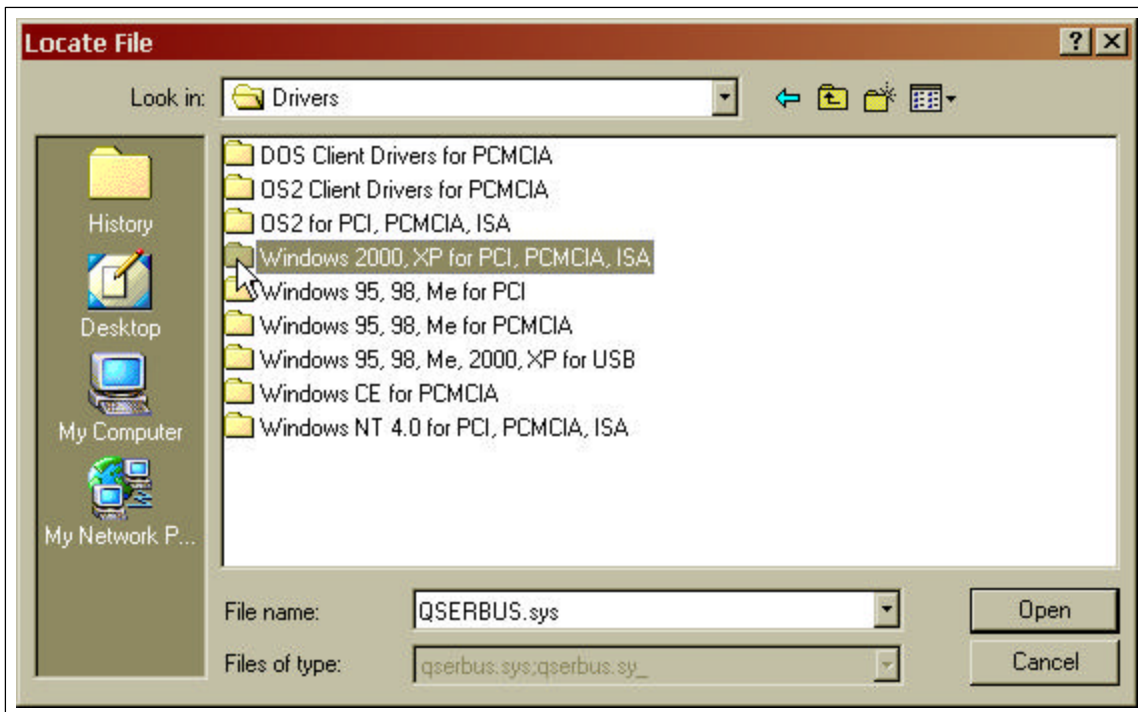 Locate File
Look in:
Drivers
History
Desktop
My Computer
My Network P...
DOS Client Drivers for PCMCIA
OS2 Client Drivers for PCMCIA
OS2 for PCI, PCMCIA, ISA
Windows 2000, XP for PCI, PCMCIA, ISA
Windows 95, 98, Me for PCI
Windows 95, 98, Me for PCMCIA
Windows 95, 98, Me, 2000, XP for USB
Windows CE for PCMCIA
Windows NT 4.0 for PCI, PCMCIA, ISA
File name:
QSERBUS.sys
Open
Files of type:
qserbus.sys;qserbus.sy_
Cancel